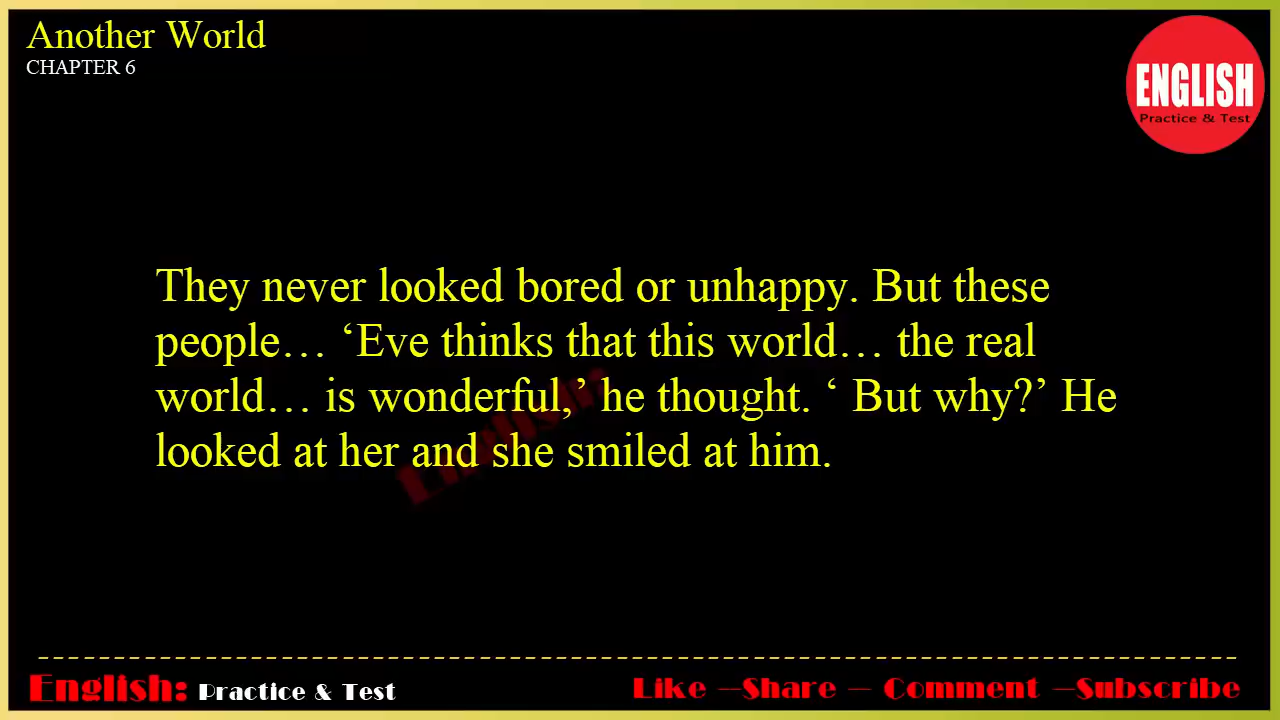 Another World
CHAPTER 6
ENGLISH
Practice & Test
They never looked bored or unhappy. But these
people… ‘Eve thinks that this world… the real
world… is wonderful,’ he thought. ‘ But why?’ He
looked at her and she smiled at him.
English:
English: Practice & Test
Like —Share — Comment —Subscribe